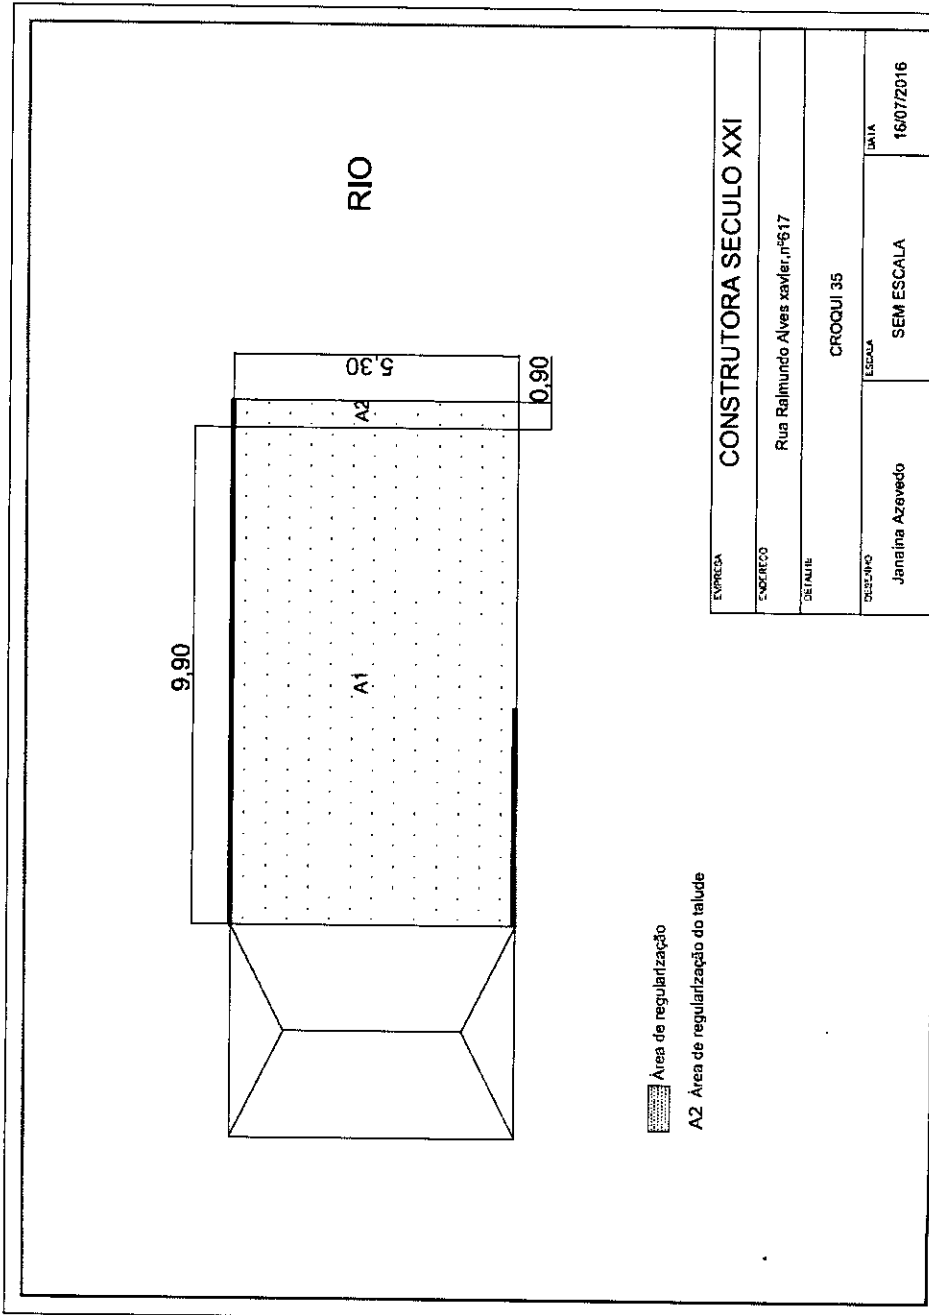 RIO
9,90
5,30
0,90
A1
A2
Área de regularização
A2 Área de regularização do talude
EMPRESA
CONSTRUTORA SECULO XXI
ENDEREÇO
Rua Raimundo Alves xavier,nº617
DETALHE
CROQUI 35
DESENHO
Janaína Azevedo
ESCALA
SEM ESCALA
DATA
16/07/2016